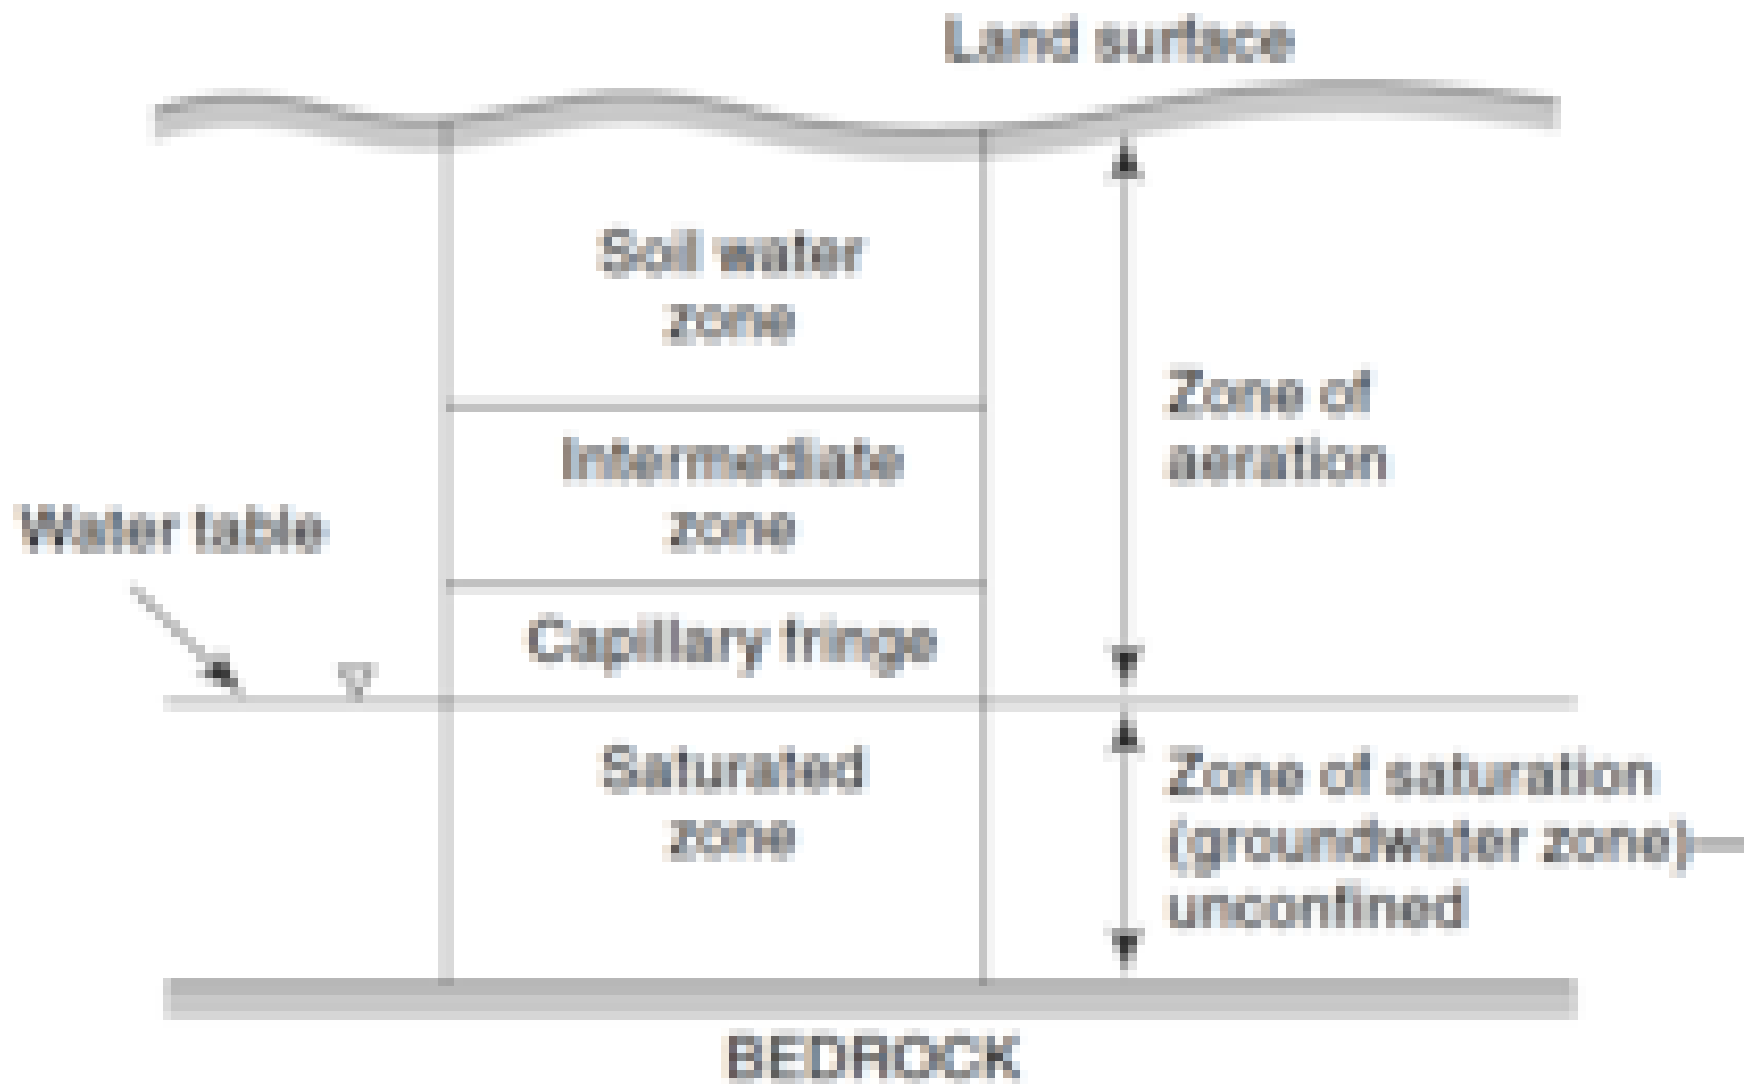 Land surface
Soil water
zone
Zone of
aeration
Intermediate
zone
Water table
Capillary fringe
Saturated
zone
Zone of saturation
(groundwater zone)
unconfined
BEDROCK